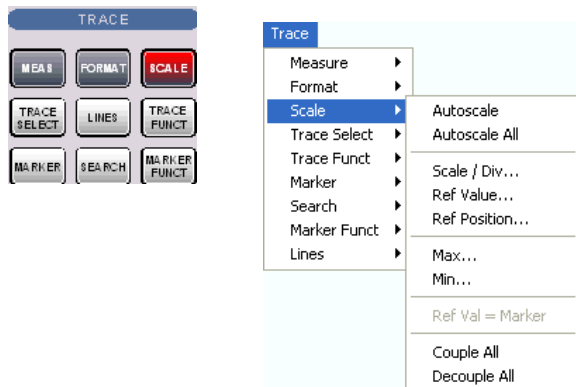 TRACE
MEAS
FORMAT
SCALE
TRACE
SELECT
LINES
TRACE
FUNCT
MARKER
SEARCH
MARKER
FUNCT
Trace
Measure
Format
Scale
Trace Select
Trace Funct
Marker
Search
Marker Funct
Lines
Autoscale
Autoscale All
Scale / Div...
Ref Value...
Ref Position...
Max...
Min...
Ref Val = Marker
Couple All
Decouple All